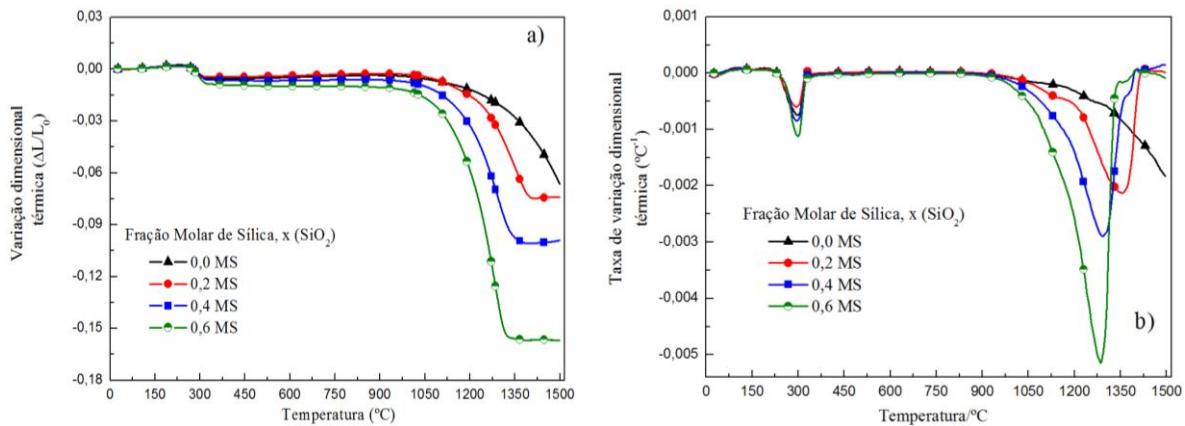 a)
Variação dimensional
térmica (ΔL/L₀)
0,03
0,00
-0,03
-0,06
-0,09
-0,12
-0,15
-0,18
Fração Molar de Sílica, x (SiO₂)
0,0 MS
0,2 MS
0,4 MS
0,6 MS
0 150 300 450 600 750 900 1050 1200 1350 1500
Temperatura (ºC)
b)
Taxa de variação dimensional
térmica (ºC⁻¹)
0,001
0,000
-0,001
-0,002
-0,003
-0,004
-0,005
Fração Molar de Sílica, x (SiO₂)
0,0 MS
0,2 MS
0,4 MS
0,6 MS
0 150 300 450 600 750 900 1050 1200 1350 1500
Temperatura/ºC